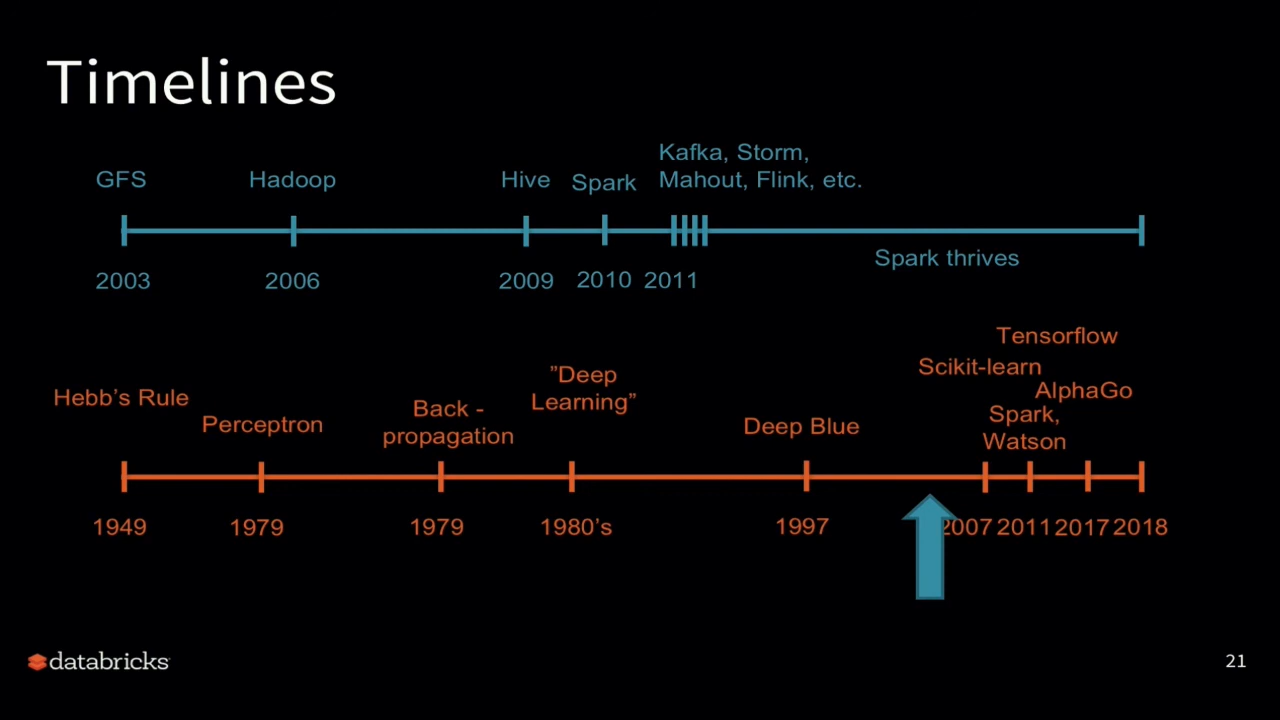 Timelines
Kafka, Storm,
GFS Hadoop Hive Spark Mahout, Flink, etc.
Spark thrives
2003 2006 2009 2010 2011
Tensorflow
Scikit-learn
"Deep
AlphaGo
Hebb's Rule Learning"
Back - Spark,
Perceptron propagation Deep Blue Watson
1949 1979 1979 1980's 1997 2007 2011 2017 2018
databricks
21